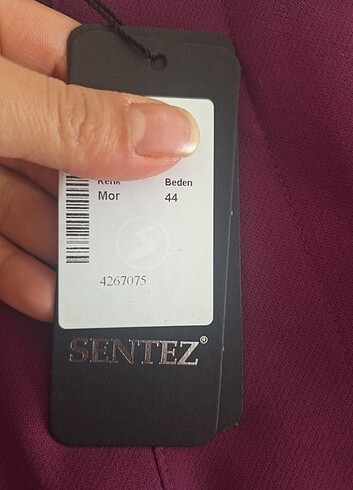 Renk Beden
Mor 44
4267075
SENTEZ®